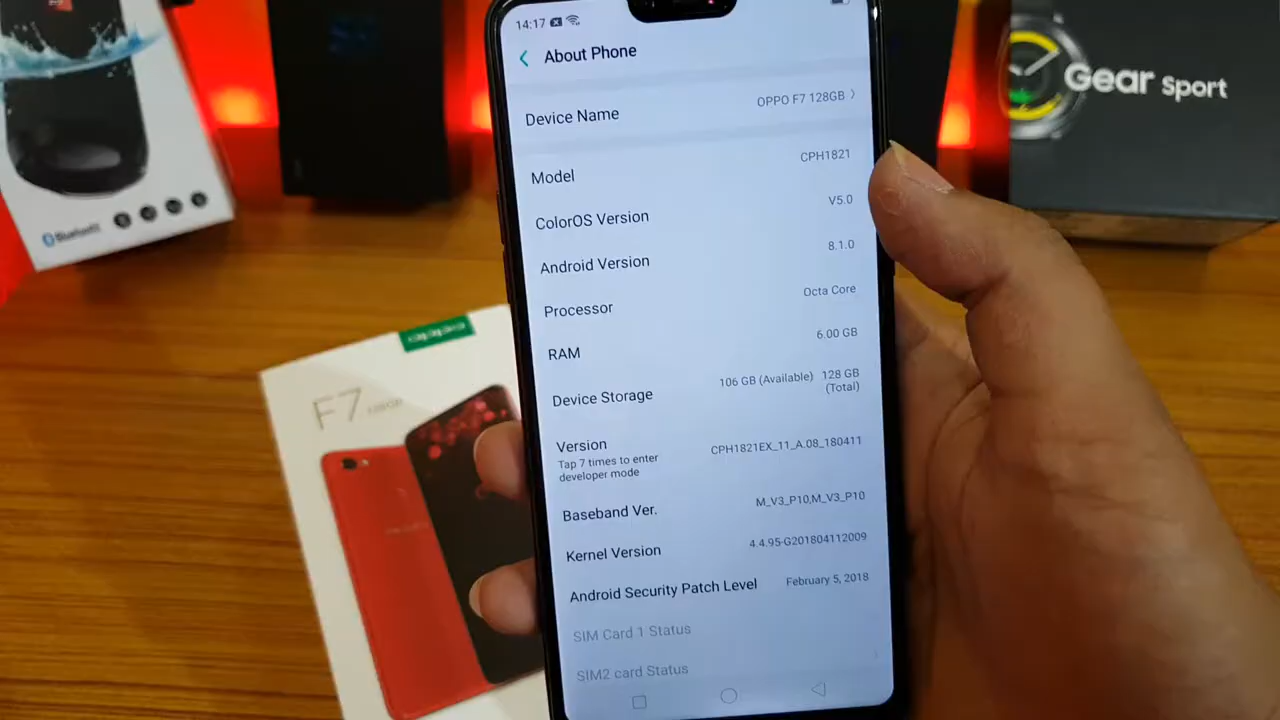 14:17
About Phone
Device Name OPPO F7 128GB
Model CPH1821
ColorOS Version V5.0
Android Version 8.1.0
Processor Octa Core
RAM 6.00 GB
Device Storage 106 GB (Available) 128 GB (Total)
Version CPH1821EX_11_A.08_180411
Tap 7 times to enter
developer mode
Baseband Ver. M_V3_P10,M_V3_P10
Kernel Version 4.4.95-G201804112009
Android Security Patch Level February 5, 2018
SIM Card 1 Status
SIM2 card Status
Gear Sport
Bluetooth
oppo
F7 128GB